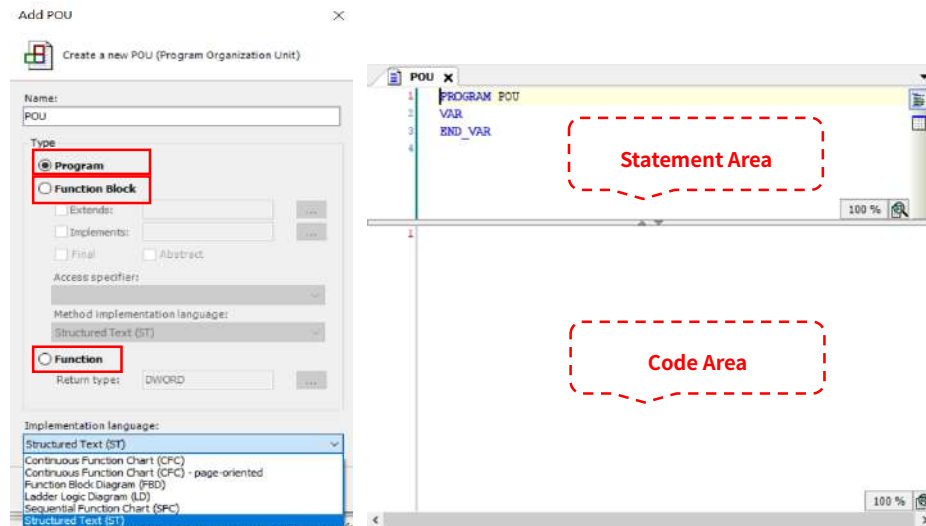 Add POU
Create a new POU (Program Organization Unit)
Name:
POU
Type
Program
Function Block
Extends:
...
Implements:
...
Final Abstract
Access specifier:
Method implementation language:
Structured Text (ST)
Function
Return type: DWORD ...
Implementation language:
Structured Text (ST)
Continuous Function Chart (CFC)
Continuous Function Chart (CFC) - page-oriented
Function Block Diagram (FBD)
Ladder Logic Diagram (LD)
Sequential Function Chart (SFC)
Structured Text (ST)
POU
1 PROGRAM POU
2 VAR
3 END_VAR
4
Statement Area
100 %
1
Code Area
100 %